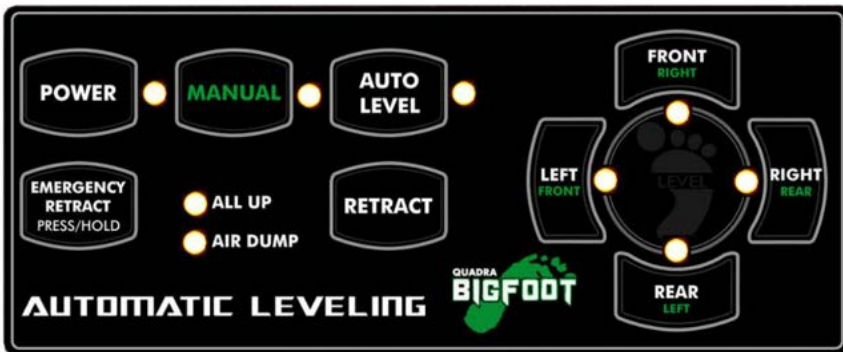 POWER
MANUAL
AUTO
LEVEL
FRONT
RIGHT
EMERGENCY
RETRACT
PRESS/HOLD
ALL UP
AIR DUMP
RETRACT
LEFT
FRONT
LEVEL
RIGHT
REAR
REAR
LEFT
AUTOMATIC LEVELING
QUADRA
BIGFOOT